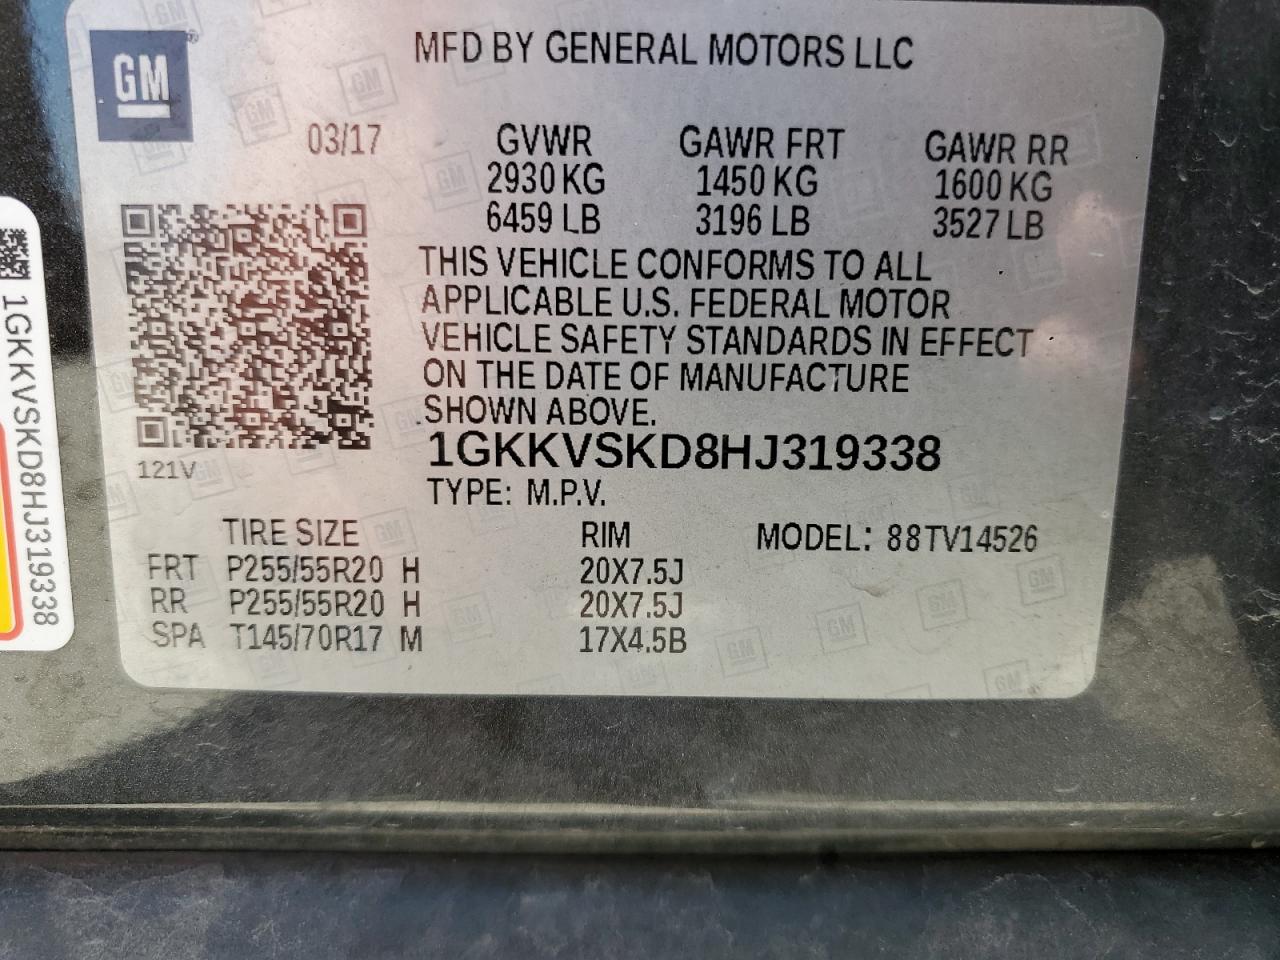 GM
MFD BY GENERAL MOTORS LLC
03/17 GVWR GAWR FRT GAWR RR
2930 KG 1450 KG 1600 KG
6459 LB 3196 LB 3527 LB
THIS VEHICLE CONFORMS TO ALL
APPLICABLE U.S. FEDERAL MOTOR
VEHICLE SAFETY STANDARDS IN EFFECT
ON THE DATE OF MANUFACTURE
SHOWN ABOVE.
1GKKVSKD8HJ319338
121V
TYPE: M.P.V.
TIRE SIZE RIM MODEL: 88TV14526
FRT P255/55R20 H 20X7.5J
RR P255/55R20 H 20X7.5J
SPA T145/70R17 M 17X4.5B
1GKKVSKD8HJ319338